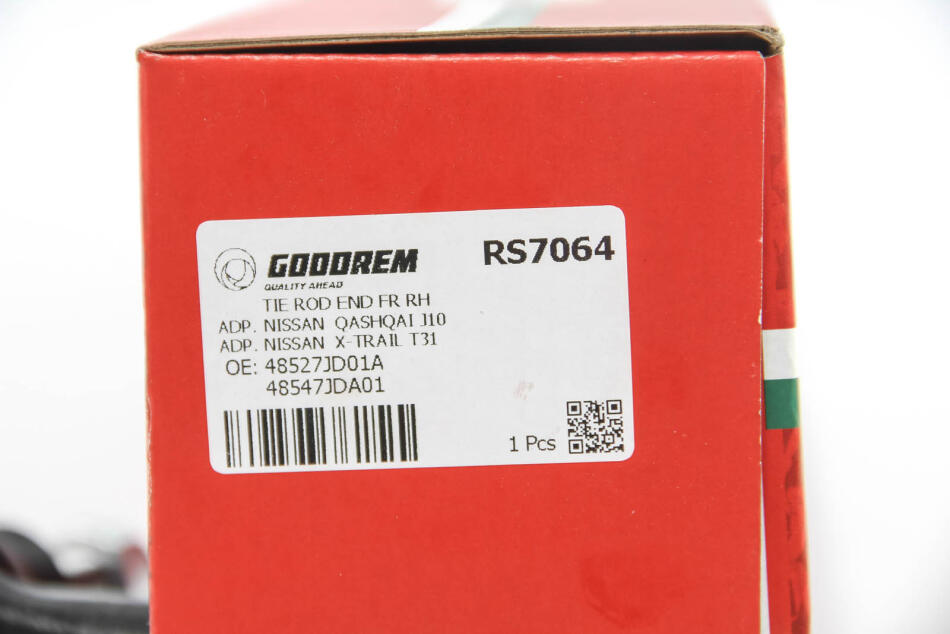 GOODREM
QUALITY AHEAD
RS7064
TIE ROD END FR RH
ADP. NISSAN QASHQAI J10
ADP. NISSAN X-TRAIL T31
OE: 48527JD01A
48547JDA01
1 Pcs